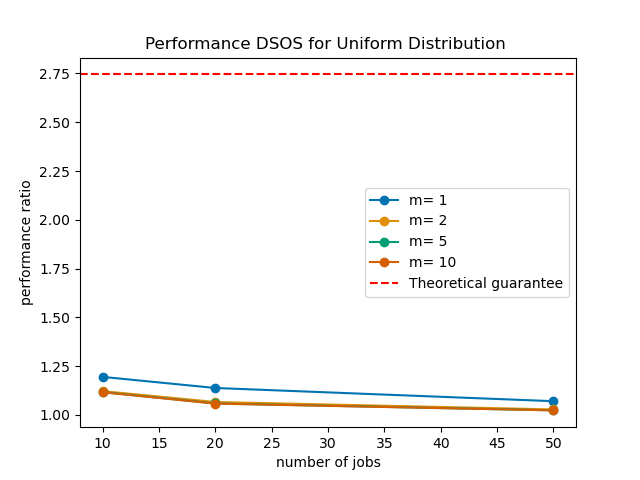 Performance DSOS for Uniform Distribution
performance ratio
2.75
2.50
2.25
2.00
1.75
1.50
1.25
1.00
m= 1
m= 2
m= 5
m= 10
Theoretical guarantee
10 15 20 25 30 35 40 45 50
number of jobs